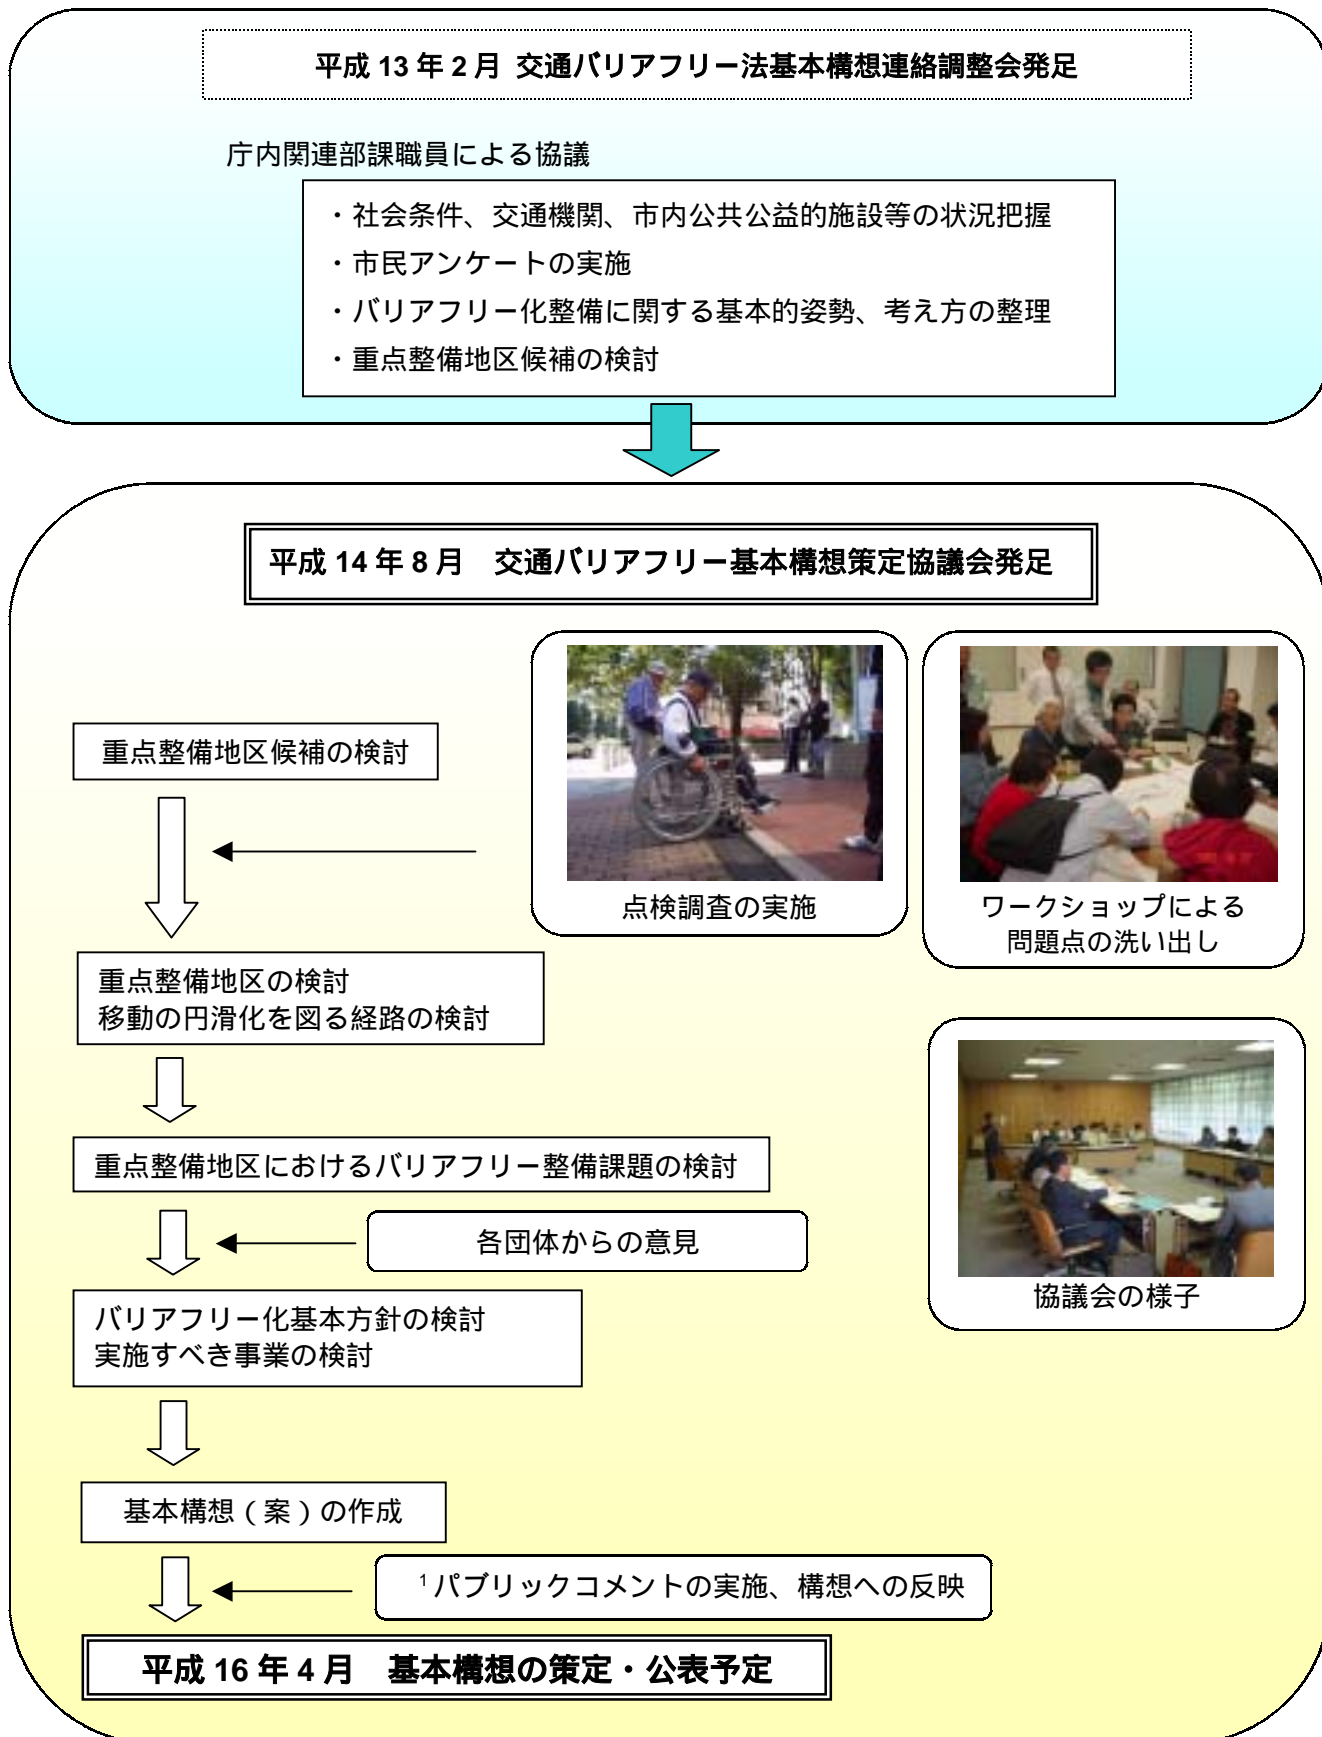 平成 13 年 2 月 交通バリアフリー法基本構想連絡調整会発足
庁内関連部課職員による協議
・社会条件、交通機関、市内公共公益的施設等の状況把握
・市民アンケートの実施
・バリアフリー化整備に関する基本的姿勢、考え方の整理
・重点整備地区候補の検討
平成 14 年 8 月　交通バリアフリー基本構想策定協議会発足
重点整備地区候補の検討
点検調査の実施
ワークショップによる
問題点の洗い出し
重点整備地区の検討
移動の円滑化を図る経路の検討
重点整備地区におけるバリアフリー整備課題の検討
各団体からの意見
協議会の様子
バリアフリー化基本方針の検討
実施すべき事業の検討
基本構想（案）の作成
¹ パブリックコメントの実施、構想への反映
平成 16 年 4 月　基本構想の策定・公表予定